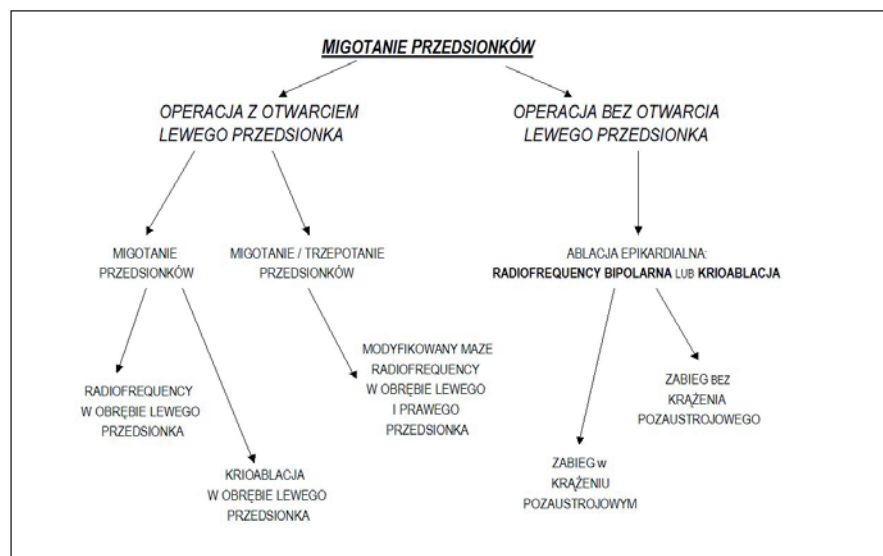 MIGOTANIE PRZEDSIONKÓW
OPERACJA Z OTWARCIEM
LEWEGO PRZEDSIONKA
OPERACJA BEZ OTWARCIA
LEWEGO PRZEDSIONKA
MIGOTANIE
PRZEDSIONKÓW
MIGOTANIE / TRZEPOTANIE
PRZEDSIONKÓW
ABLACJA EPIKARDIALNA:
RADIOFREQUENCY BIPOLARNA LUB KRIOABLACJA
RADIOFREQUENCY
W OBRĘBIE LEWEGO
PRZEDSIONKA
KRIOABLACJA
W OBRĘBIE LEWEGO
PRZEDSIONKA
MODYFIKOWANY MAZE
RADIOFREQUENCY
W OBRĘBIE LEWEGO
I PRAWEGO
PRZEDSIONKA
ZABIEG w
KRĄŻENIU
POZAUSTROJOWYM
ZABIEG BEZ
KRĄŻENIA
POZAUSTROJOWEGO